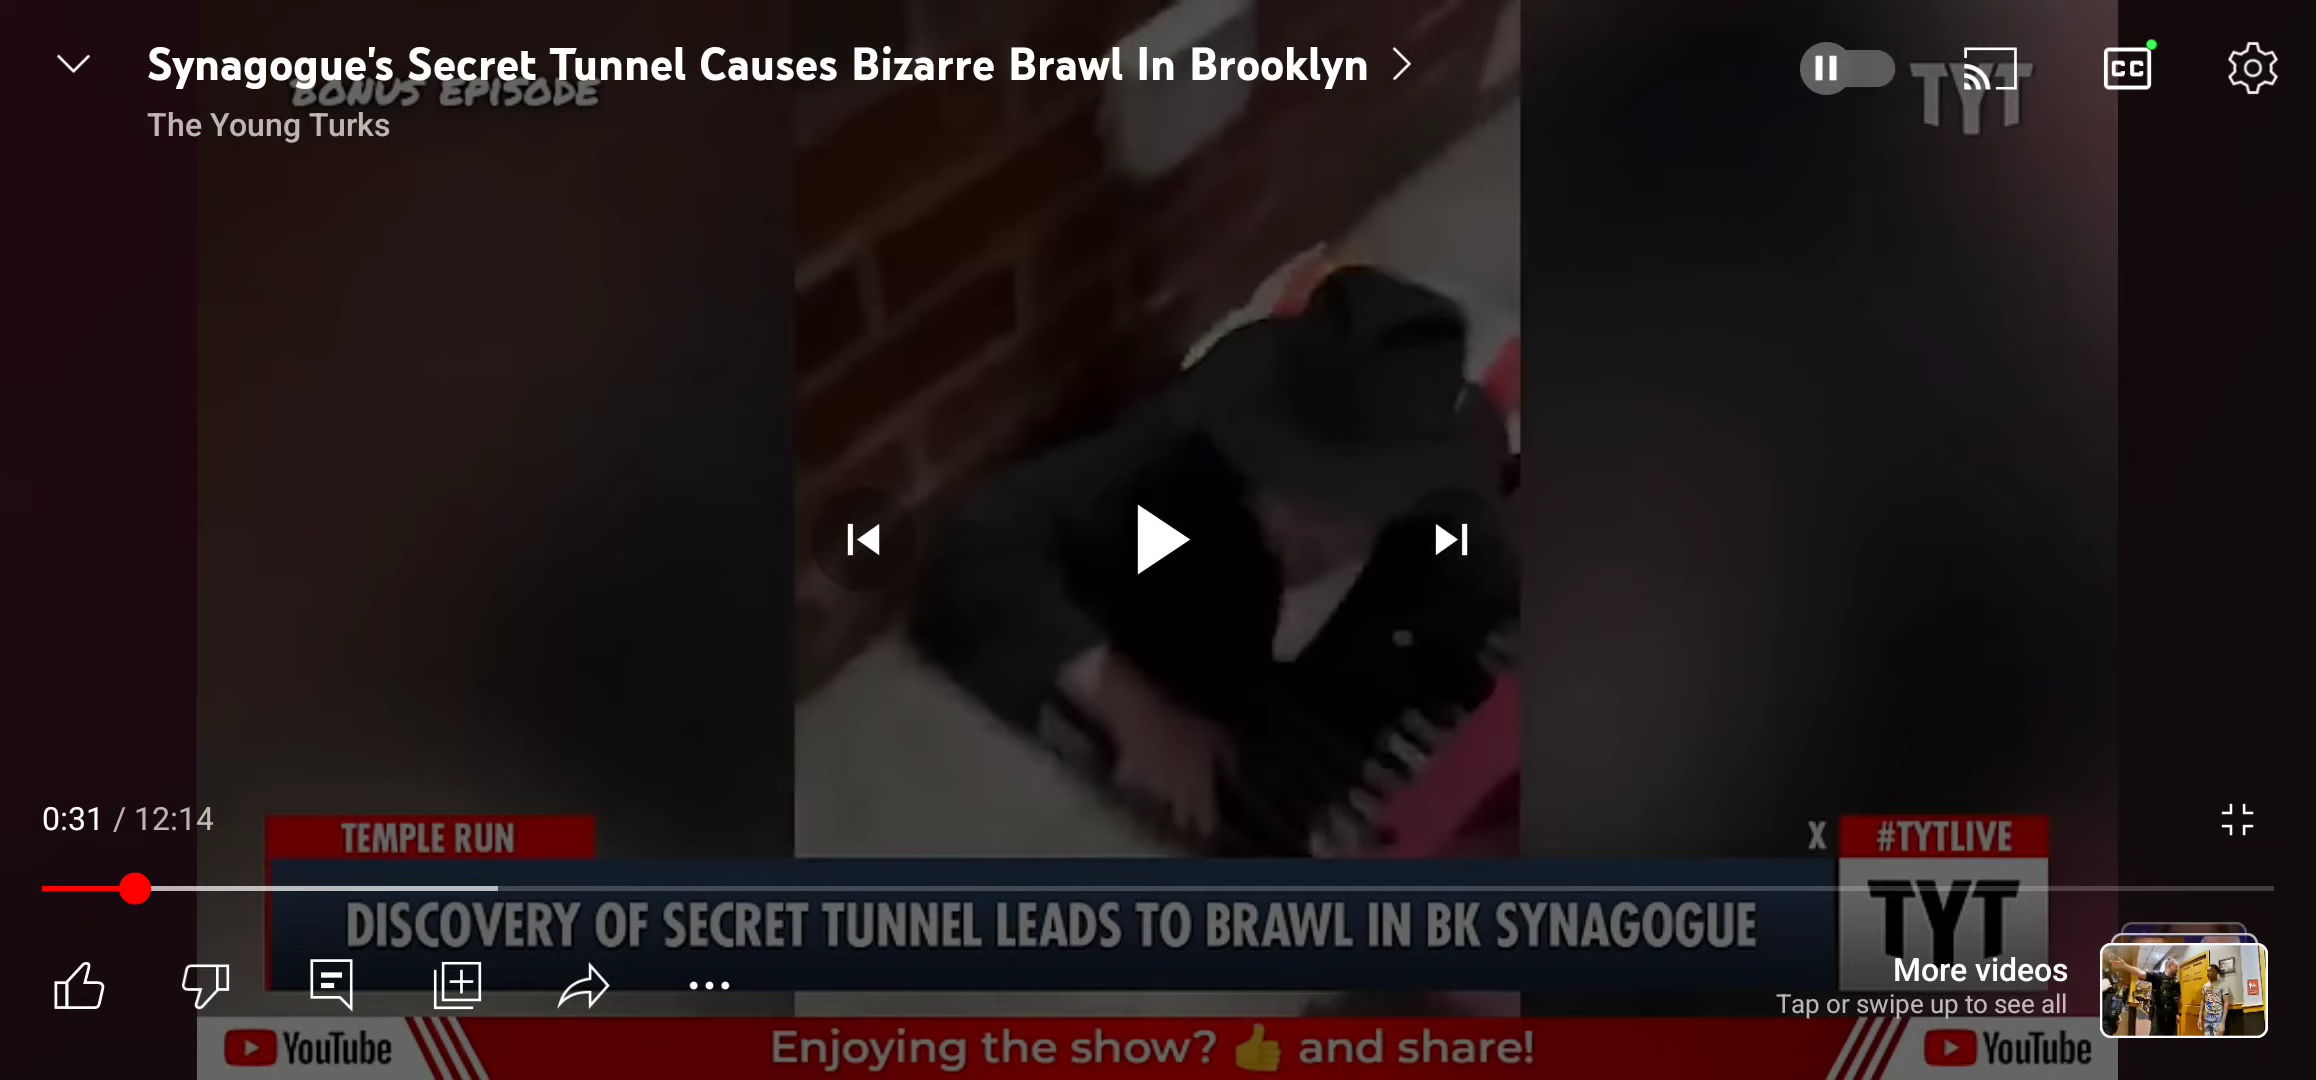 Synagogue's Secret Tunnel Causes Bizarre Brawl In Brooklyn
BONUS EPISODE
The Young Turks
TYT
CC
0:31 / 12:14
TEMPLE RUN
X #TYTLIVE
DISCOVERY OF SECRET TUNNEL LEADS TO BRAWL IN BK SYNAGOGUE
TYT
More videos
Tap or swipe up to see all
YouTube
Enjoying the show? 👍 and share!
YouTube